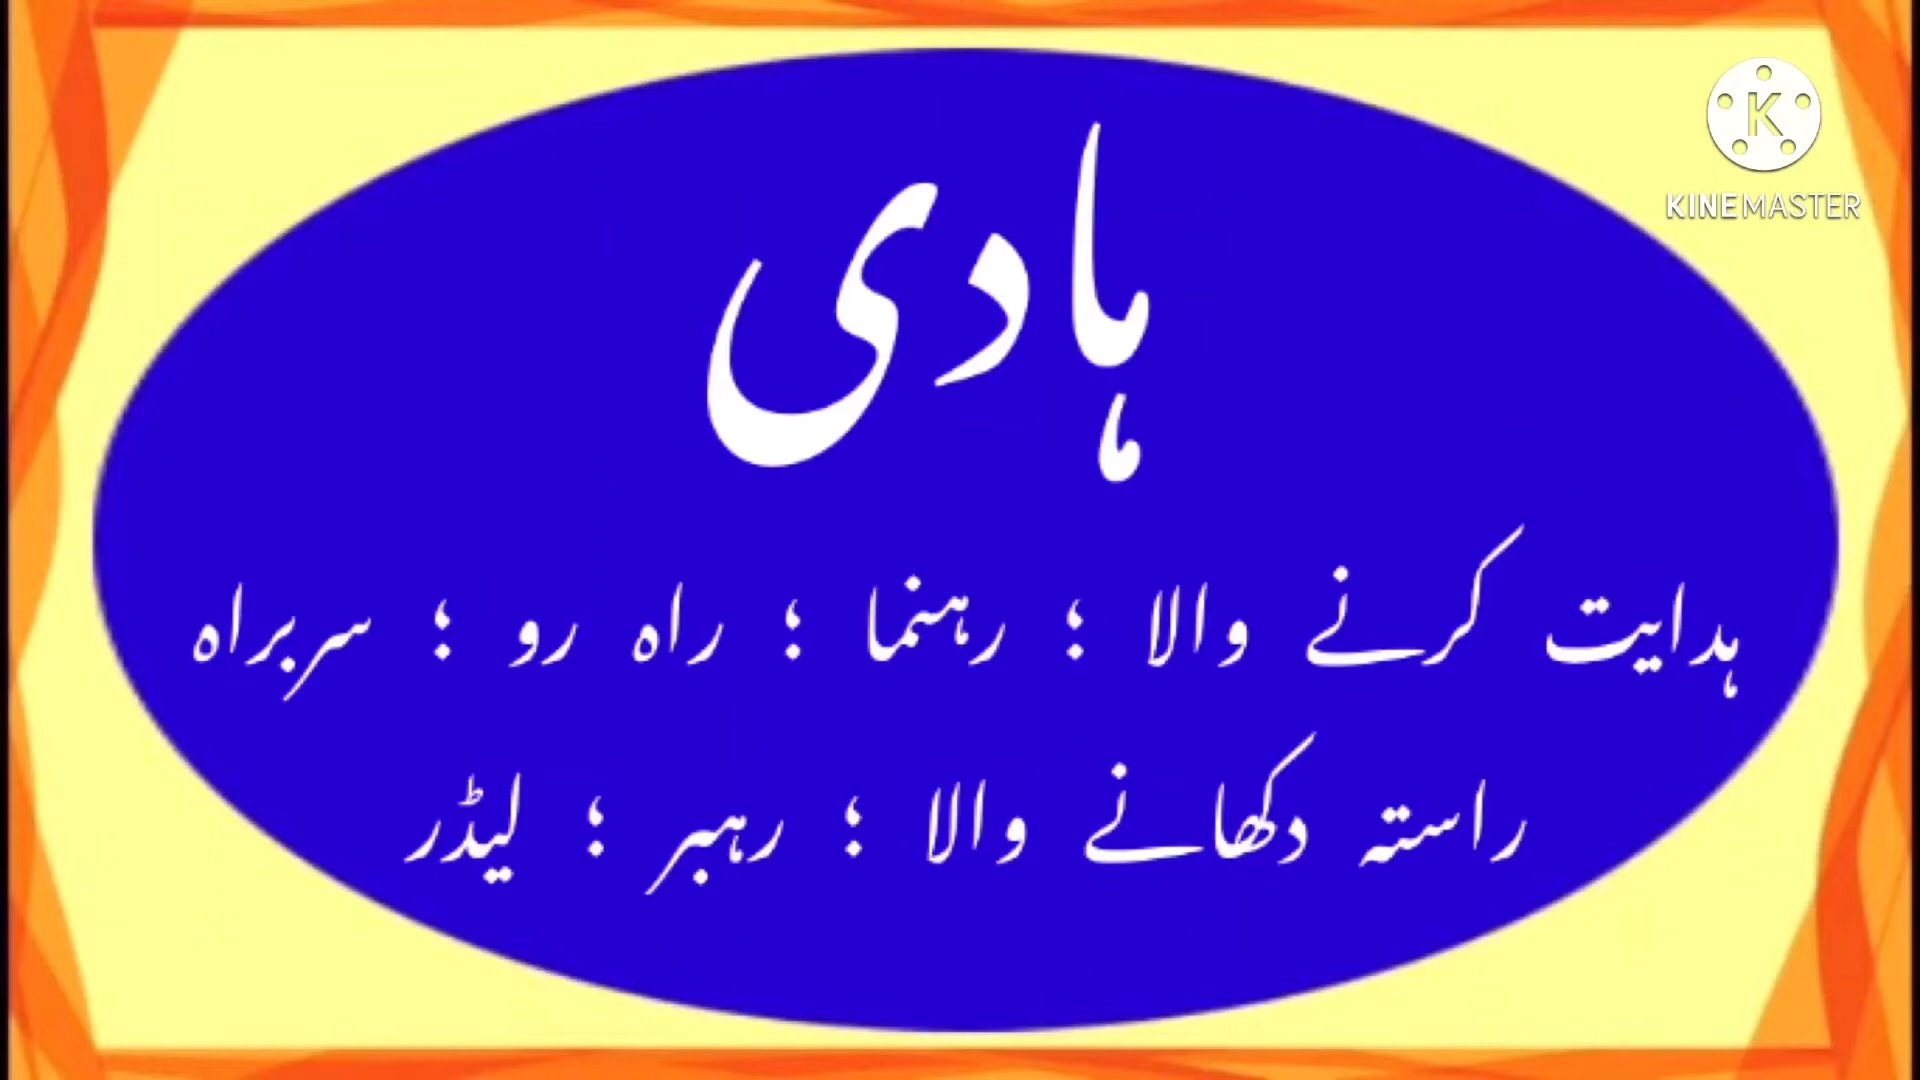 KINEMASTER
ہادی
ہدایت کرنے والا ؛ رہنما ؛ راہ رو ؛ سربراہ
راستہ دکھانے والا ؛ رہبر ؛ لیڈر